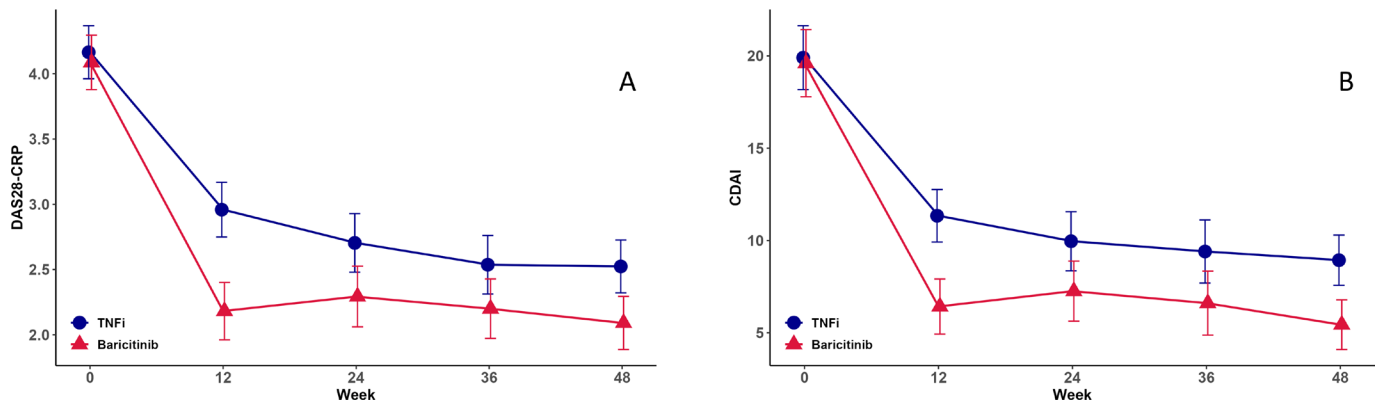 A
DAS28-CRP
4.0
3.5
3.0
2.5
2.0
TNFi
Baricitinib
0 12 24 36 48
Week
B
CDAI
20
15
10
5
TNFi
Baricitinib
0 12 24 36 48
Week